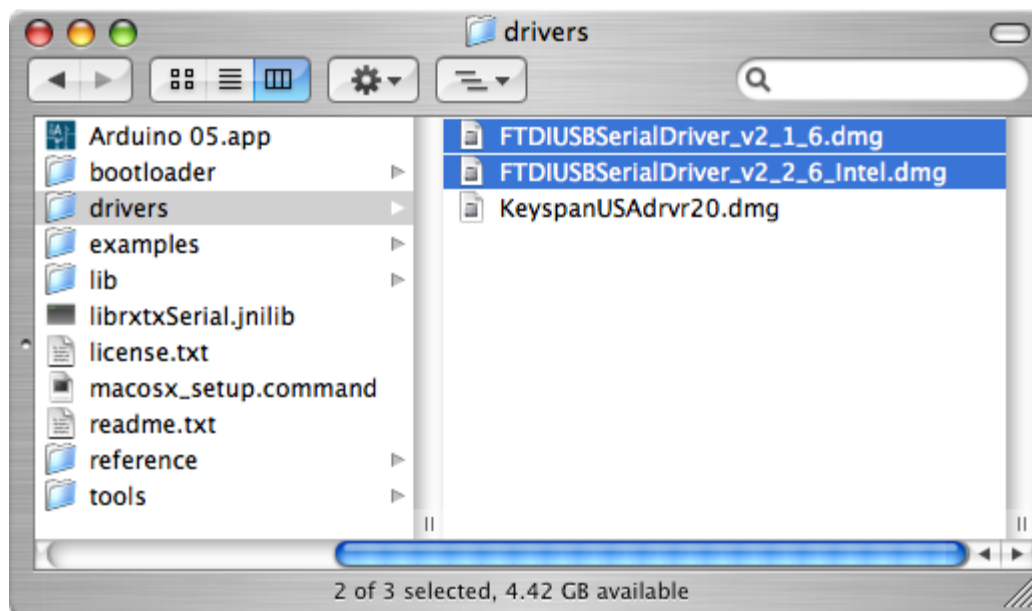 drivers
Arduino 05.app
bootloader
drivers
examples
lib
librxtxSerial.jnilib
license.txt
macosx_setup.command
readme.txt
reference
tools
FTDIUSBSerialDriver_v2_1_6.dmg
FTDIUSBSerialDriver_v2_2_6_Intel.dmg
KeyspanUSAdrvr20.dmg
2 of 3 selected, 4.42 GB available